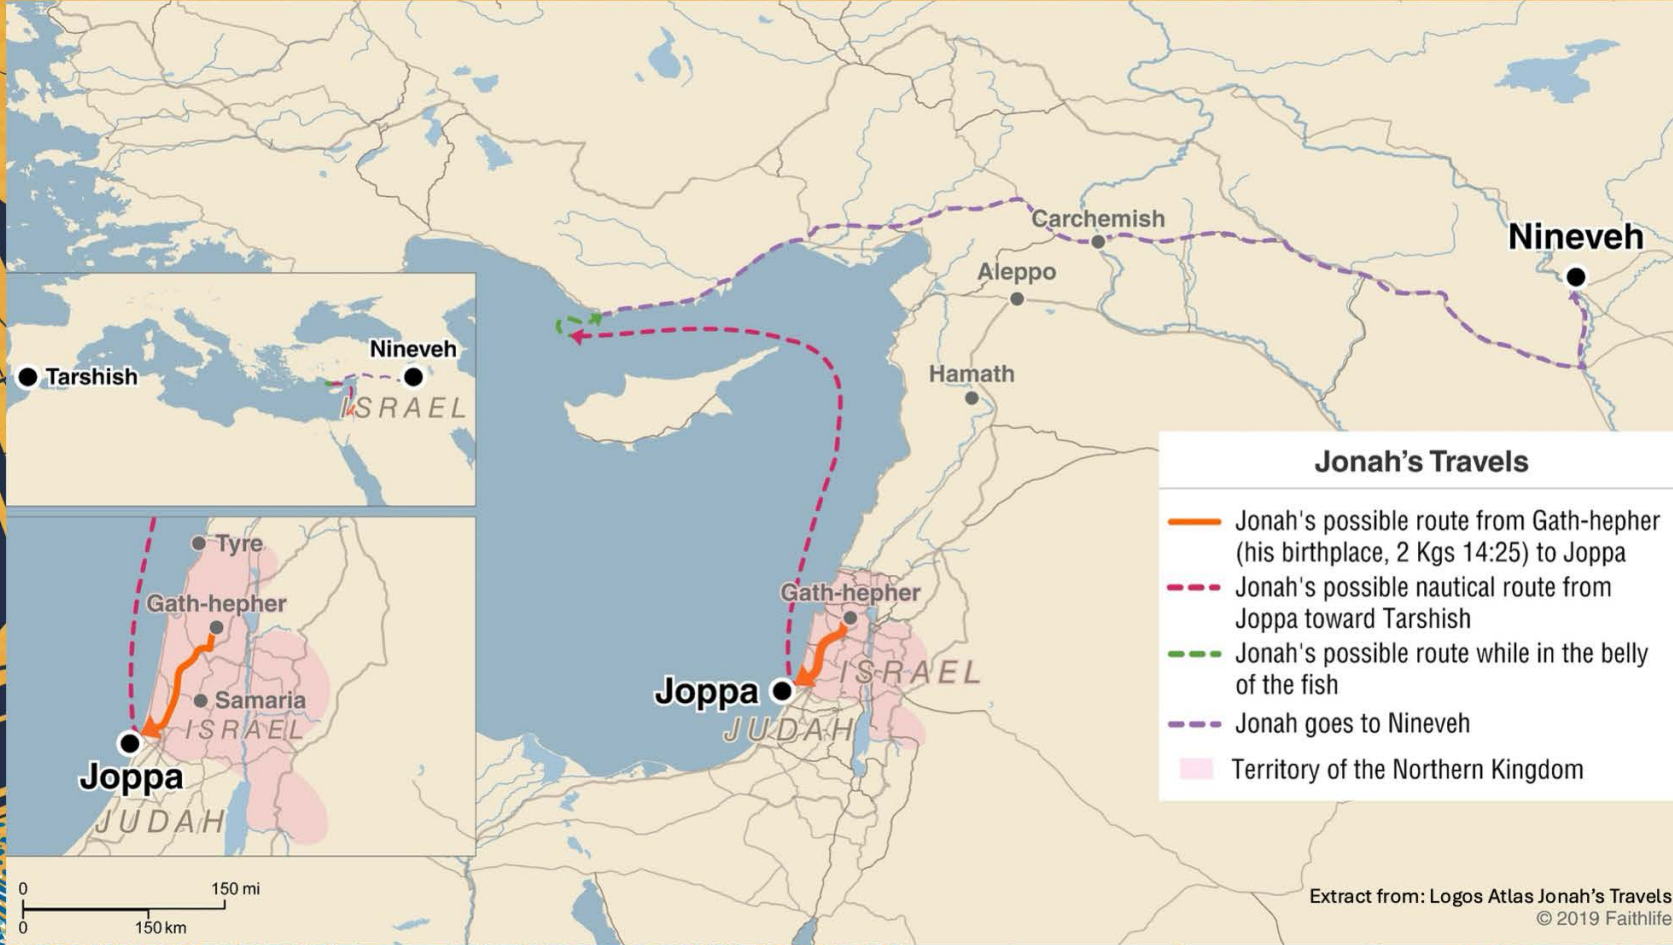 Carchemish
Nineveh
Aleppo
Hamath
Gath-hepher
ISRAEL
Joppa
JUDAH
Nineveh
Tarshish
ISRAEL
Tyre
Gath-hepher
Samaria
ISRAEL
Joppa
JUDAH
0 150 mi
0 150 km
Jonah's Travels
Jonah's possible route from Gath-hepher
(his birthplace, 2 Kgs 14:25) to Joppa
Jonah's possible nautical route from
Joppa toward Tarshish
Jonah's possible route while in the belly
of the fish
Jonah goes to Nineveh
Territory of the Northern Kingdom
Extract from: Logos Atlas Jonah's Travels
© 2019 Faithlife